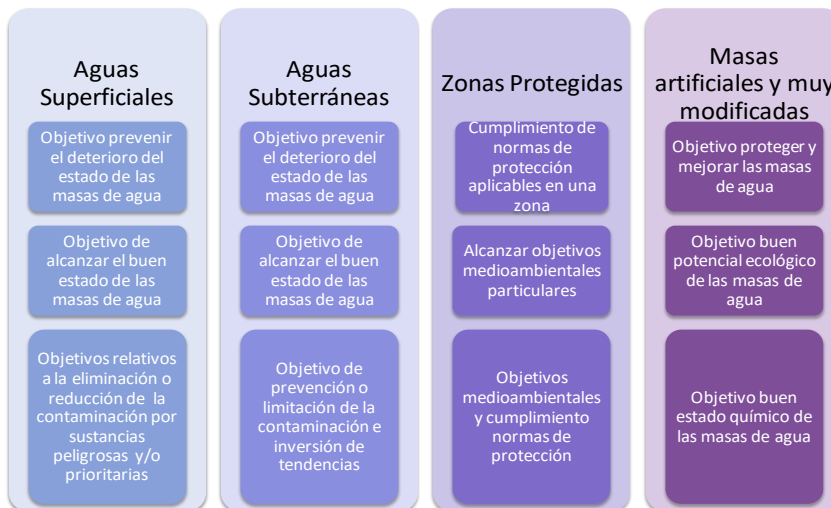 Aguas
Superficiales
Objetivo prevenir
el deterioro del
estado de las
masas de agua
Objetivo de
alcanzar el buen
estado de las
masas de agua
Objetivos relativos
a la eliminación o
reducción de la
contaminación por
sustancias
peligrosas y/o
prioritarias
Aguas
Subterráneas
Objetivo prevenir
el deterioro del
estado de las
masas de agua
Objetivo de
alcanzar el buen
estado de las
masas de agua
Objetivo de
prevención o
limitación de la
contaminación e
inversión de
tendencias
Zonas Protegidas
Cumplimiento de
normas de
protección
aplicables en una
zona
Alcanzar objetivos
medioambientales
particulares
Objetivos
medioambientales
y cumplimiento
normas de
protección
Masas
artificiales y muy
modificadas
Objetivo proteger y
mejorar las masas
de agua
Objetivo buen
potencial ecológico
de las masas de
agua
Objetivo buen
estado químico de
las masas de agua